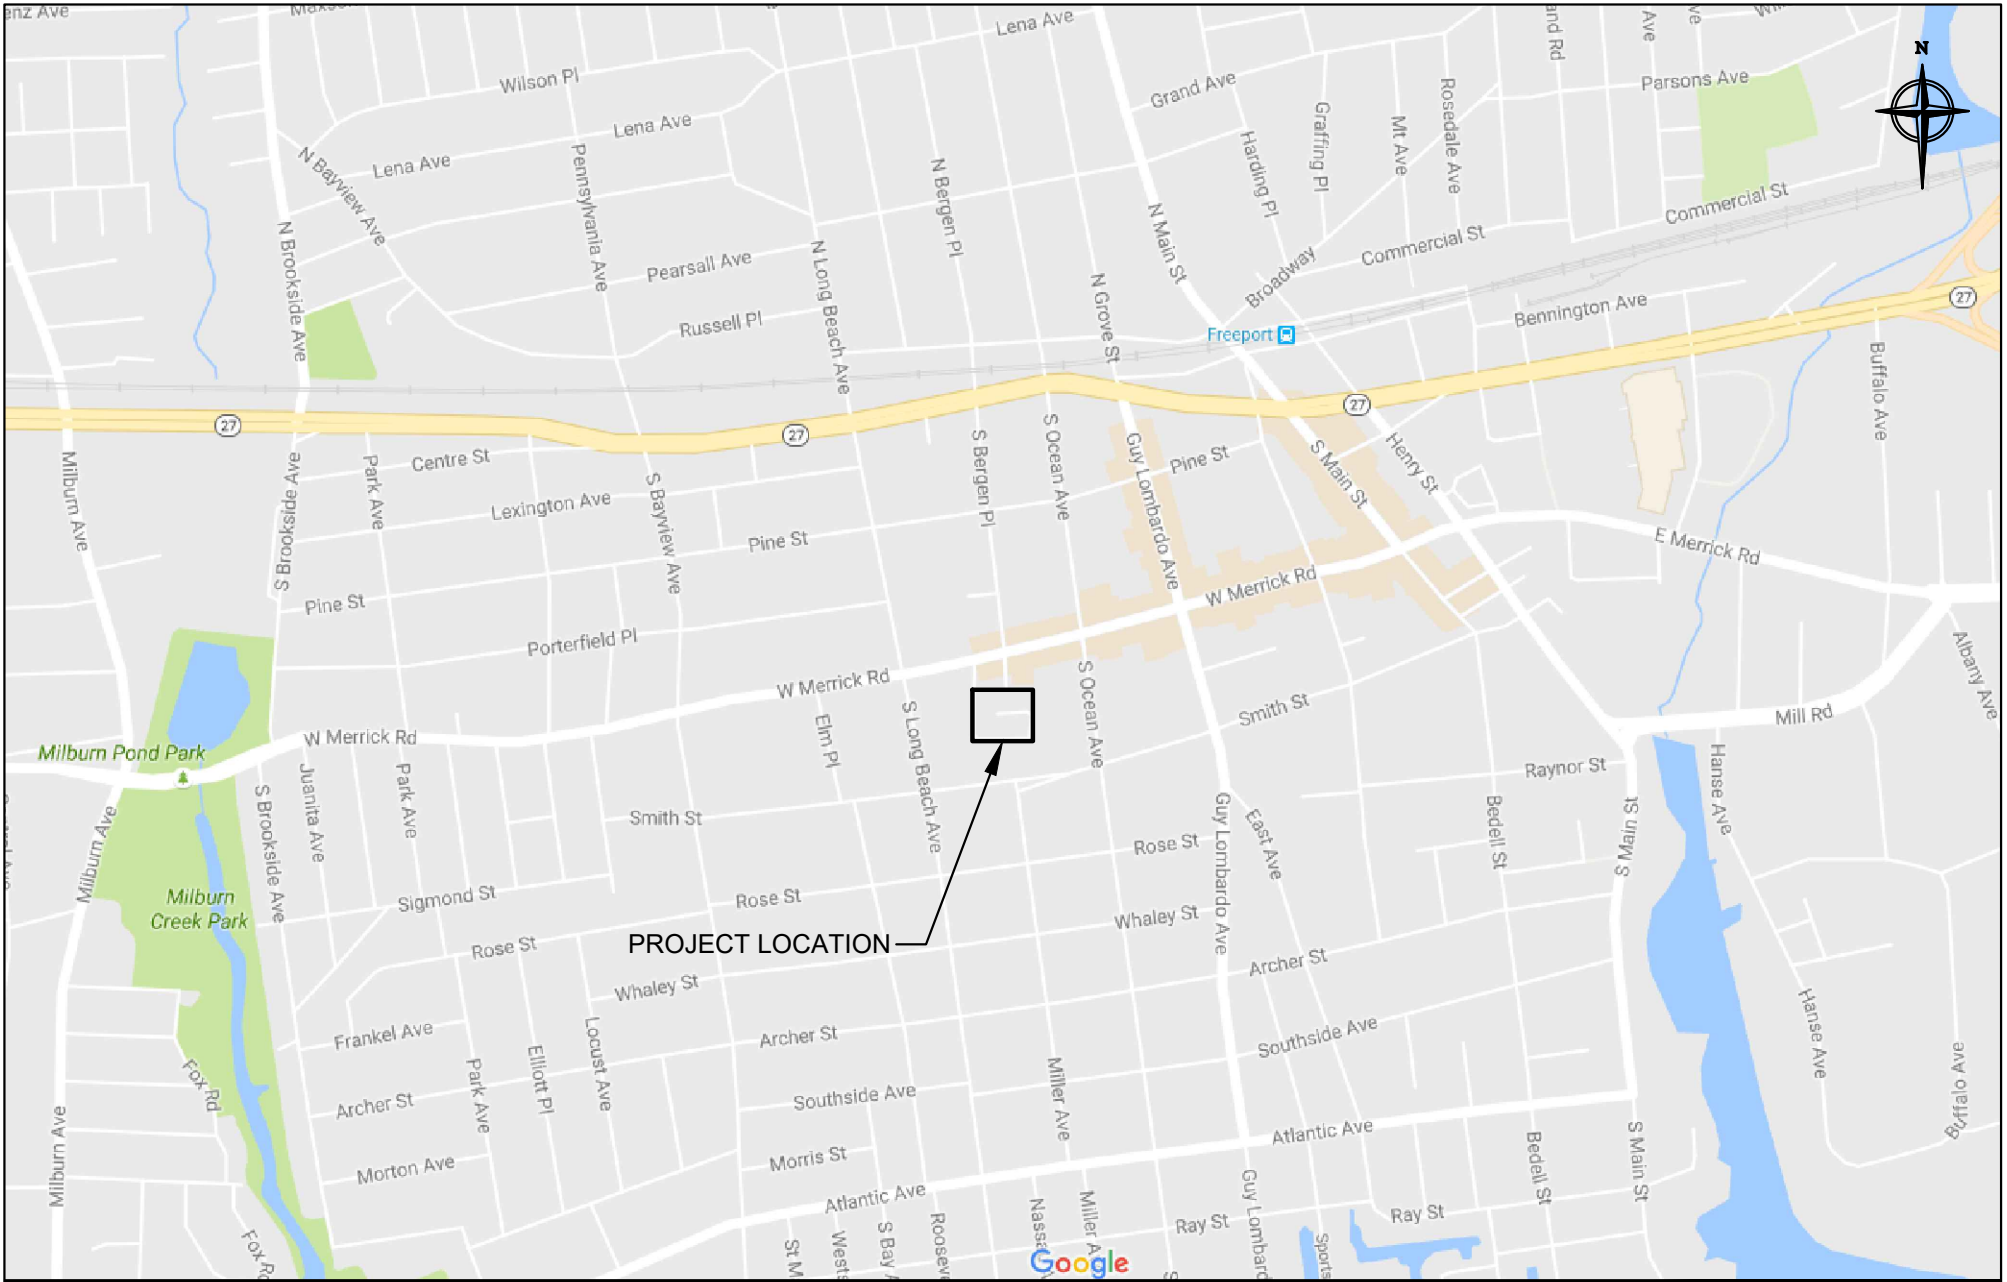 Lena Ave
Parsons Ave
N
Wilson Pl
Grand Ave
Lena Ave
Lena Ave
N Bayview Ave
Pennsylvania Ave
N Bergen Pl
Harding Pl
Graffing Pl
Mt Ave
Rosedale Ave
Commercial St
N Brookside Ave
Pearsall Ave
N Long Beach Ave
N Main St
Broadway
Commercial St
Russell Pl
N Grove St
Freeport
Bennington Ave
27
Buffalo Ave
27
27
27
Milburn Ave
S Brookside Ave
Park Ave
Centre St
Lexington Ave
S Bayview Ave
Pine St
S Bergen Pl
S Ocean Ave
Guy Lombardo Ave
Pine St
S Main St
Henry St
E Merrick Rd
Pine St
Porterfield Pl
W Merrick Rd
W Merrick Rd
Albany Ave
W Merrick Rd
Milburn Pond Park
Juanita Ave
Park Ave
Elm Pl
S Long Beach Ave
S Ocean Ave
Smith St
Mill Rd
Raynor St
Hanse Ave
Milburn Ave
S Brookside Ave
Smith St
Guy Lombardo Ave
East Ave
Bedell St
S Main St
Rose St
Milburn
Creek Park
Sigmond St
Rose St
Whaley St
PROJECT LOCATION
Rose St
Archer St
Whaley St
Frankel Ave
Archer St
Southside Ave
Hanse Ave
Fox Rd
Park Ave
Elliott Pl
Locust Ave
Archer St
Southside Ave
Miller Ave
Buffalo Ave
Milburn Ave
Morton Ave
Morris St
Atlantic Ave
Atlantic Ave
Bedell St
S Main St
Ray St
Ray St
Google